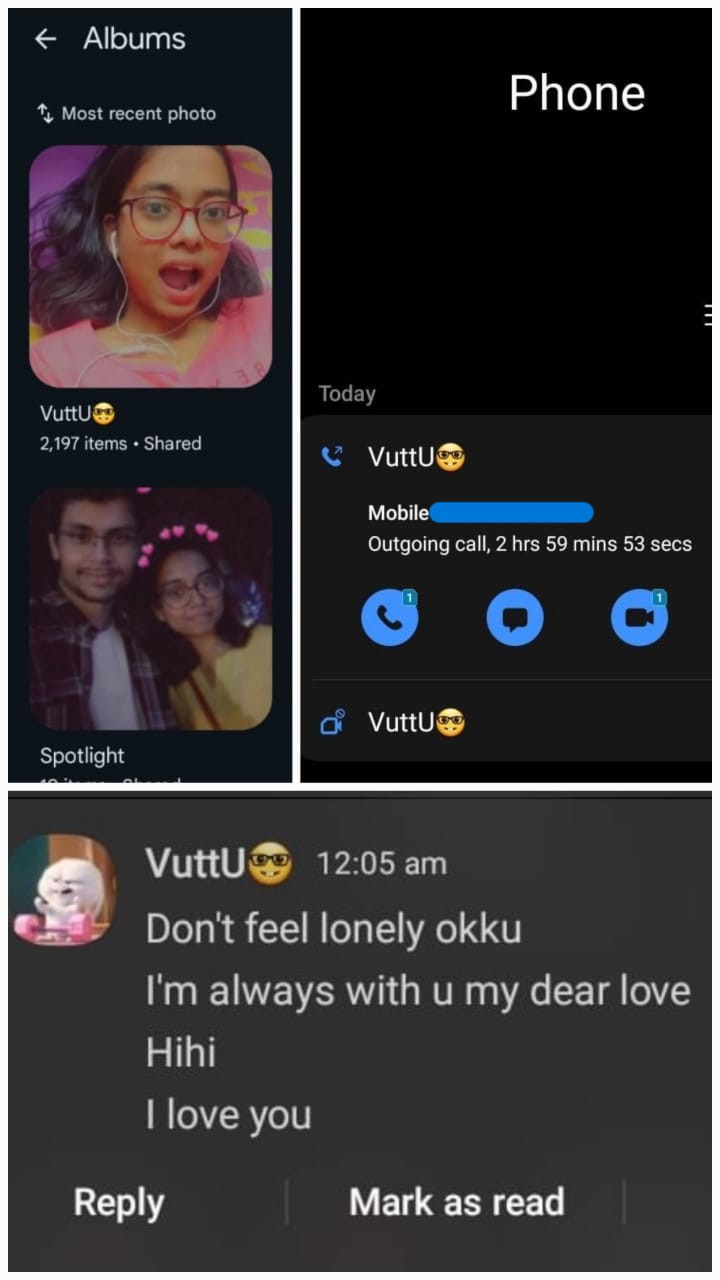 Albums
Most recent photo
VuttU🤓
2,197 items • Shared
Spotlight
Phone
Today
VuttU🤓
Mobile
Outgoing call, 2 hrs 59 mins 53 secs
1
1
VuttU🤓
VuttU🤓 12:05 am
Don't feel lonely okku
I'm always with u my dear love
Hihi
I love you
Reply
Mark as read